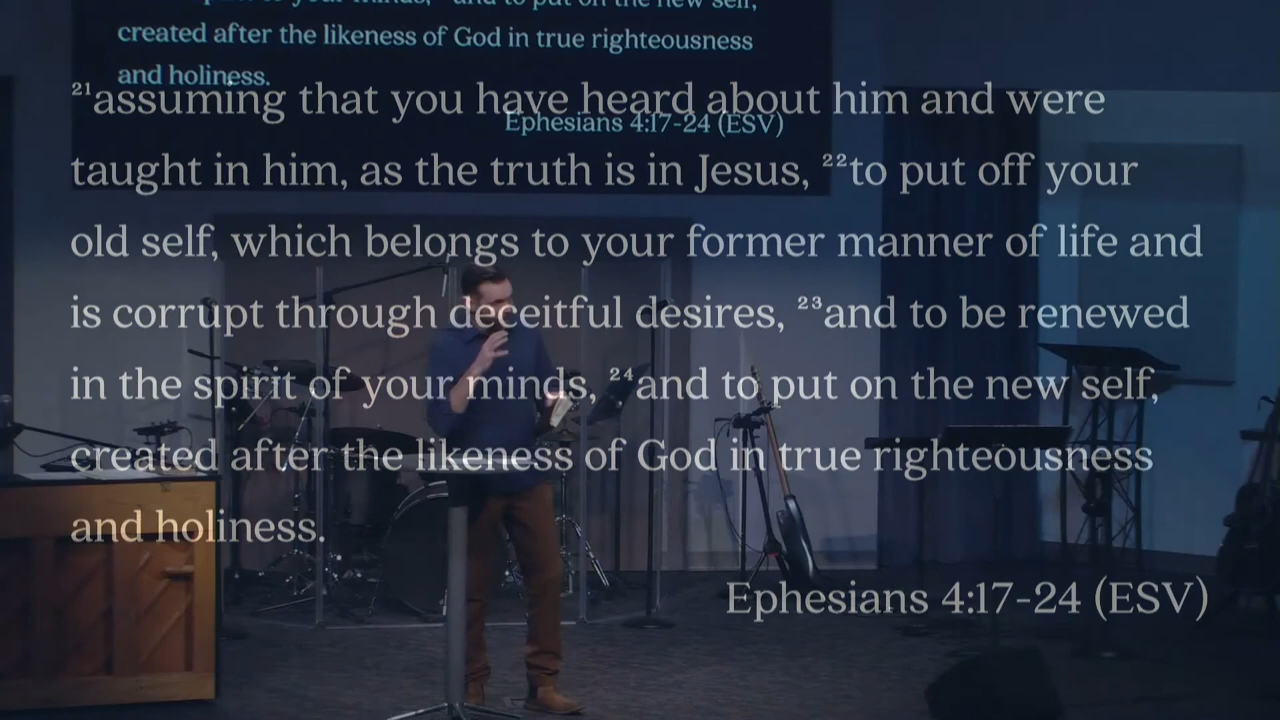 created after the likeness of God in true righteousness
and holiness.
Ephesians 4:17-24 (ESV)
²¹assuming that you have heard about him and were
taught in him, as the truth is in Jesus, ²²to put off your
old self, which belongs to your former manner of life and
is corrupt through deceitful desires, ²³and to be renewed
in the spirit of your minds, ²⁴and to put on the new self,
created after the likeness of God in true righteousness
and holiness.
Ephesians 4:17-24 (ESV)